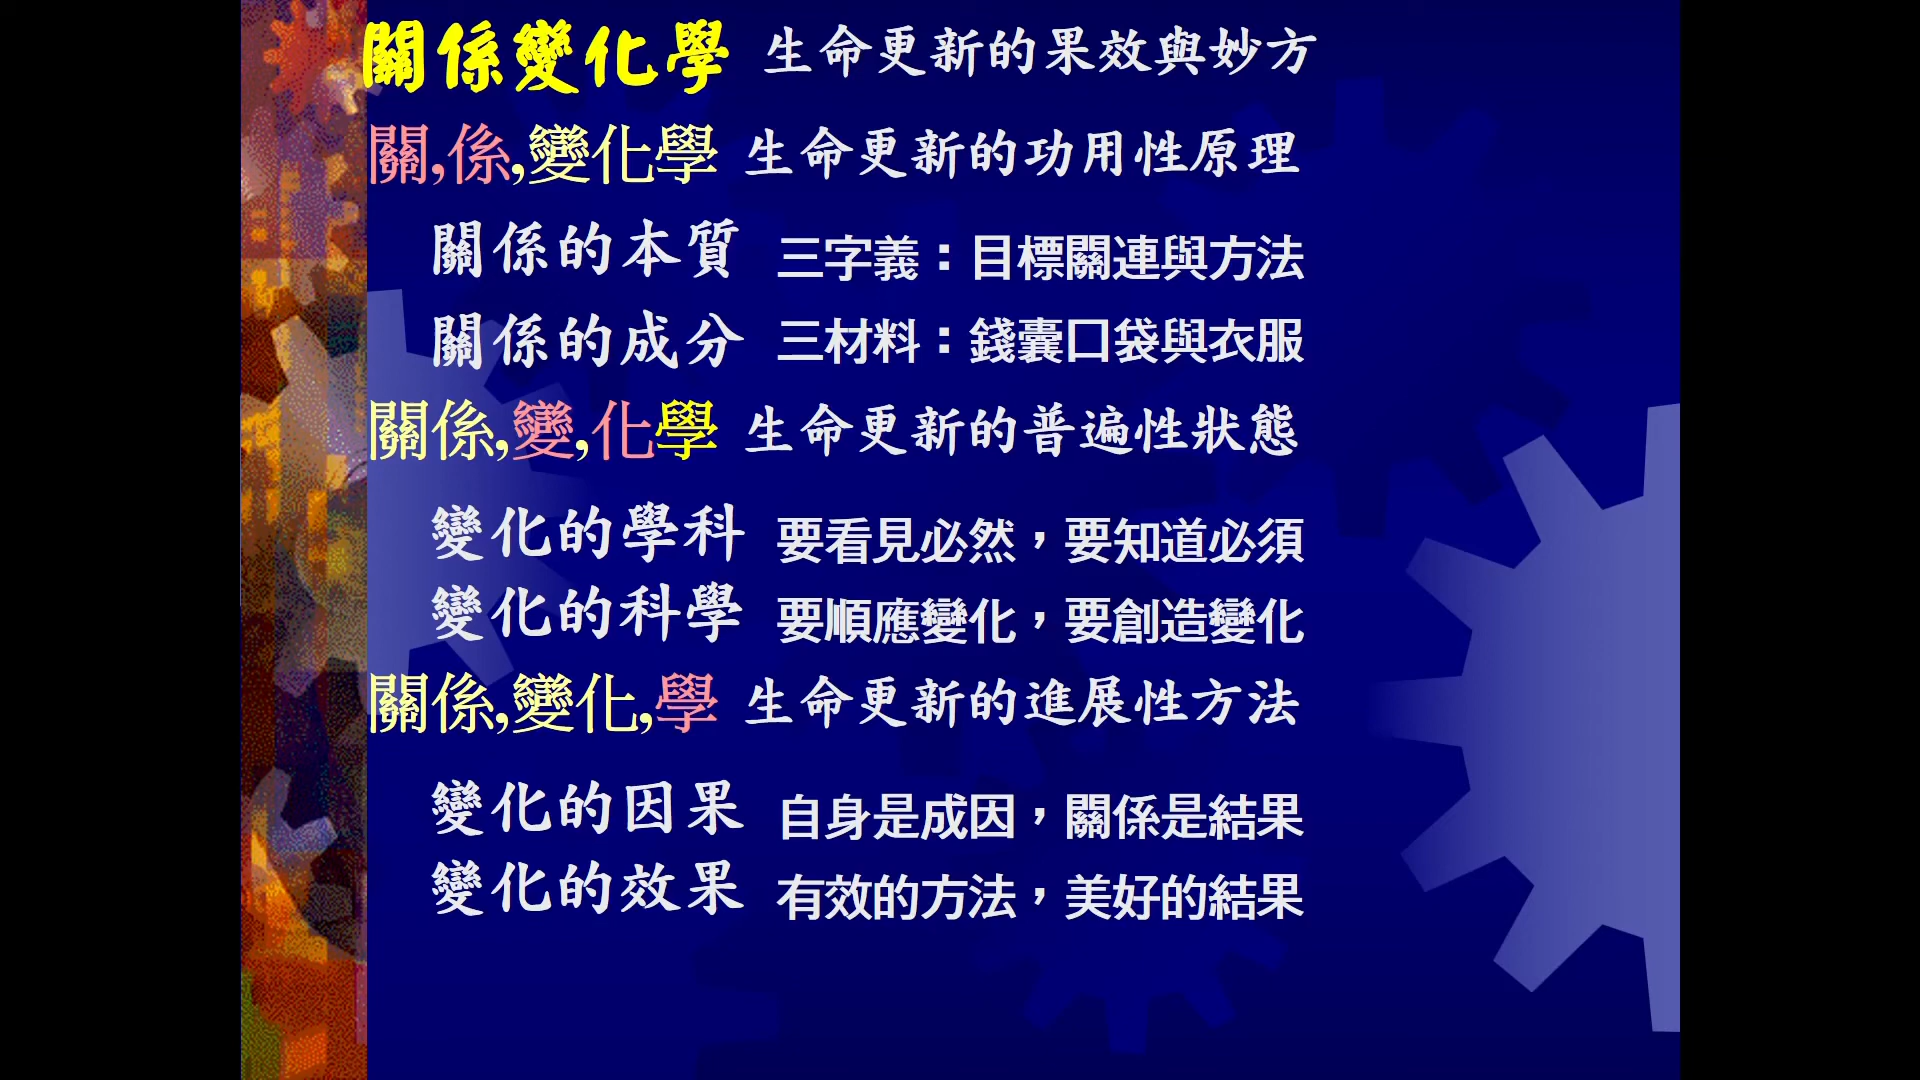 關係變化學 生命更新的果效與妙方
關,係,變化學 生命更新的功用性原理
關係的本質 三字義：目標關連與方法
關係的成分 三材料：錢囊口袋與衣服
關係,變,化學 生命更新的普遍性狀態
變化的學科 要看見必然，要知道必須
變化的科學 要順應變化，要創造變化
關係,變化,學 生命更新的進展性方法
變化的因果 自身是成因，關係是結果
變化的效果 有效的方法，美好的結果